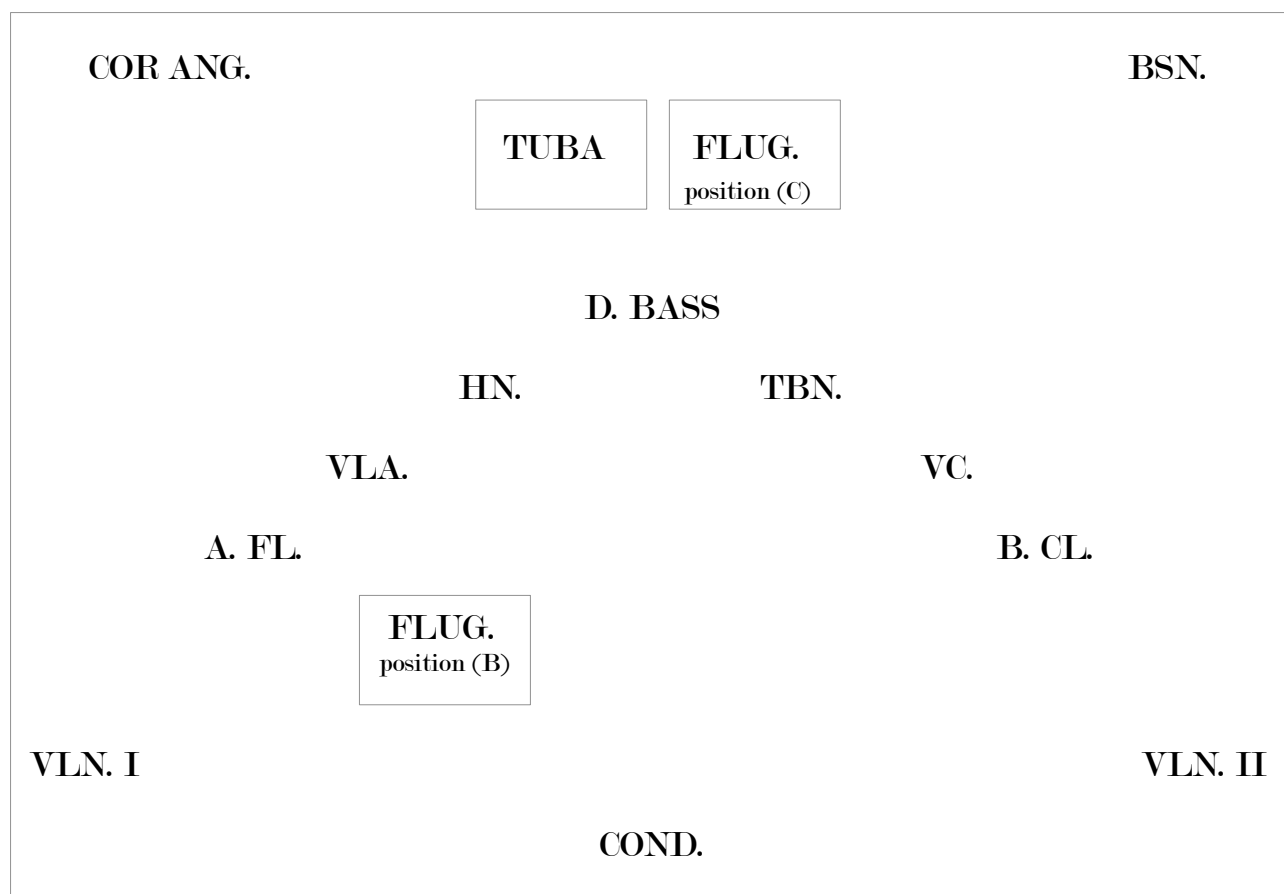 COR ANG.
BSN.
TUBA
FLUG.
position (C)
D. BASS
HN.
TBN.
VLA.
VC.
A. FL.
B. CL.
FLUG.
position (B)
VLN. I
VLN. II
COND.